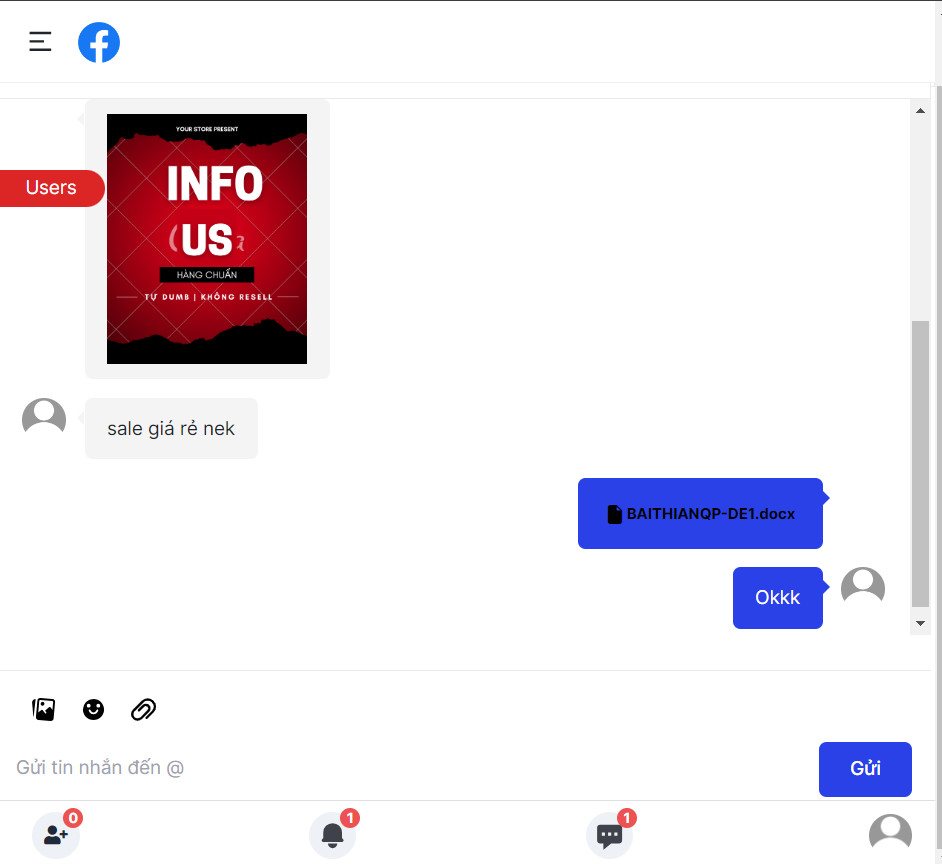 YOUR STORE PRESENT
INFO
Users
US
HÀNG CHUẨN
TỰ DUMB | KHÔNG RESELL
sale giá rẻ nek
BAITHIANQP-DE1.docx
Okkk
Gửi tin nhắn đến @
Gửi
0
1
1